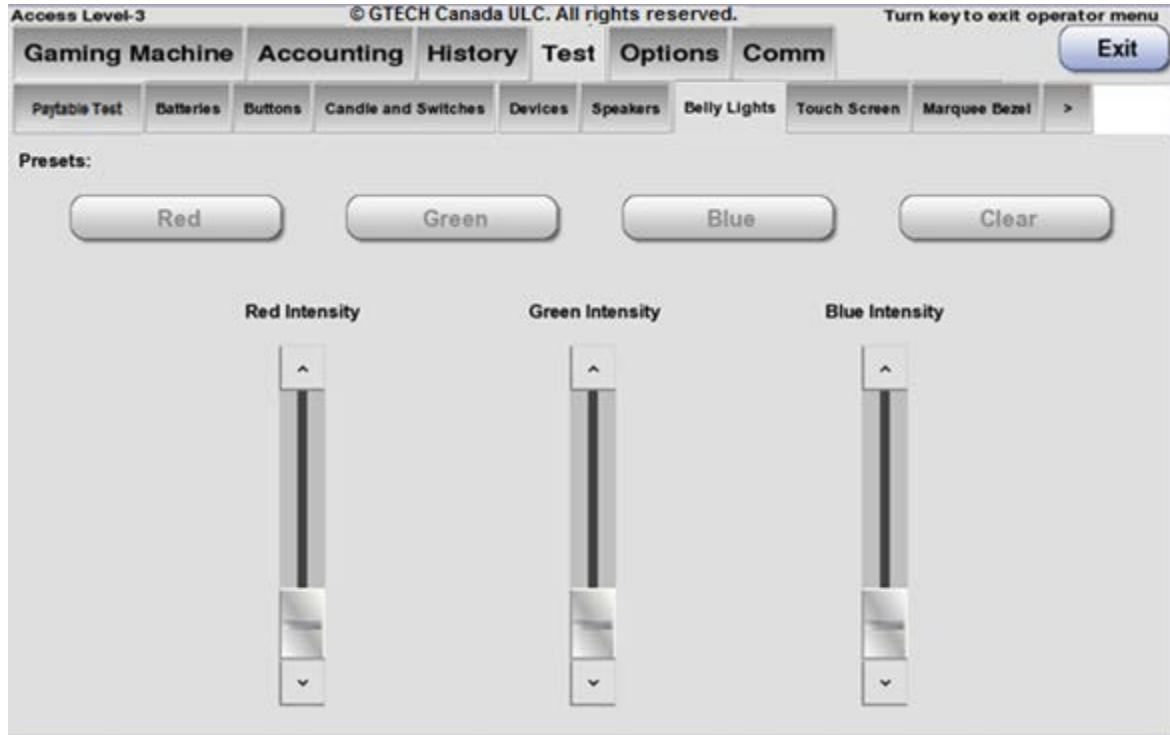 Access Level-3 © GTECH Canada ULC. All rights reserved. Turn key to exit operator menu
Gaming Machine Accounting History Test Options Comm Exit
Paytable Test Batteries Buttons Candle and Switches Devices Speakers Belly Lights Touch Screen Marquee Bezel >
Presets:
Red Green Blue Clear
Red Intensity Green Intensity Blue Intensity